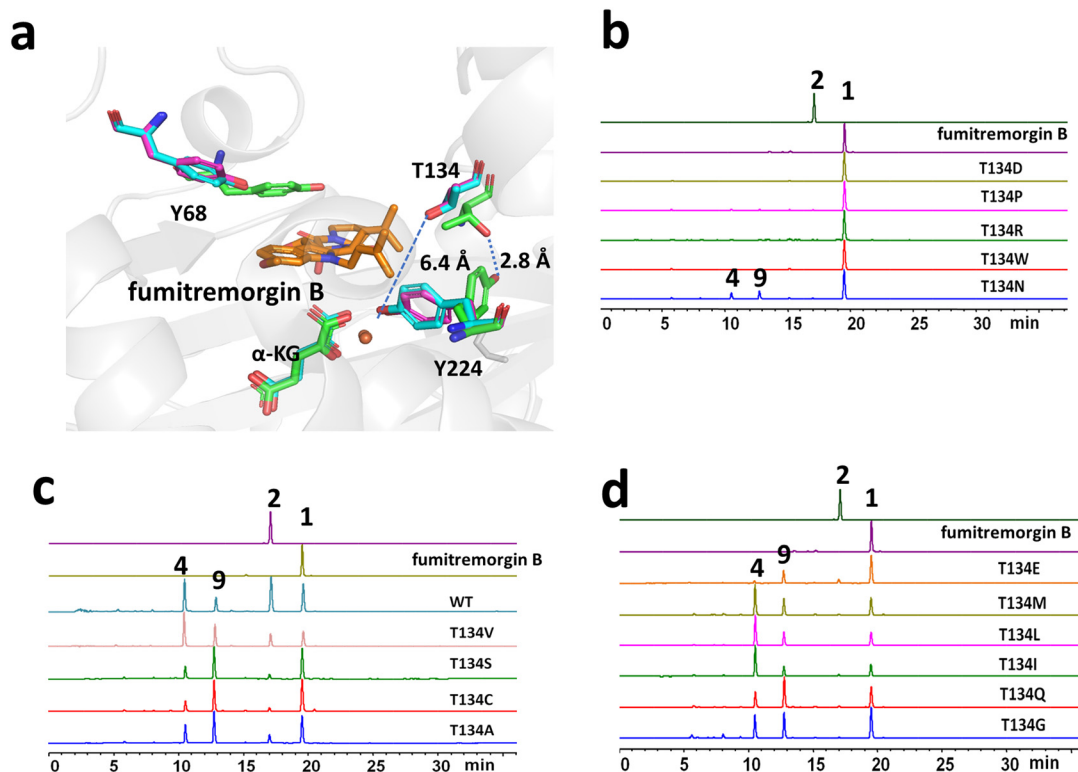 a
T134
Y68
6.4 Å
2.8 Å
fumitremorgin B
α-KG
Y224
b
2
1
fumitremorgin B
T134D
T134P
T134R
T134W
4
9
T134N
0
5
10
15
20
25
30
min
c
2
1
fumitremorgin B
4
9
WT
T134V
T134S
T134C
T134A
0
5
10
15
20
25
30
min
d
2
1
fumitremorgin B
9
4
T134E
T134M
T134L
T134I
T134Q
T134G
0
5
10
15
20
25
30
min